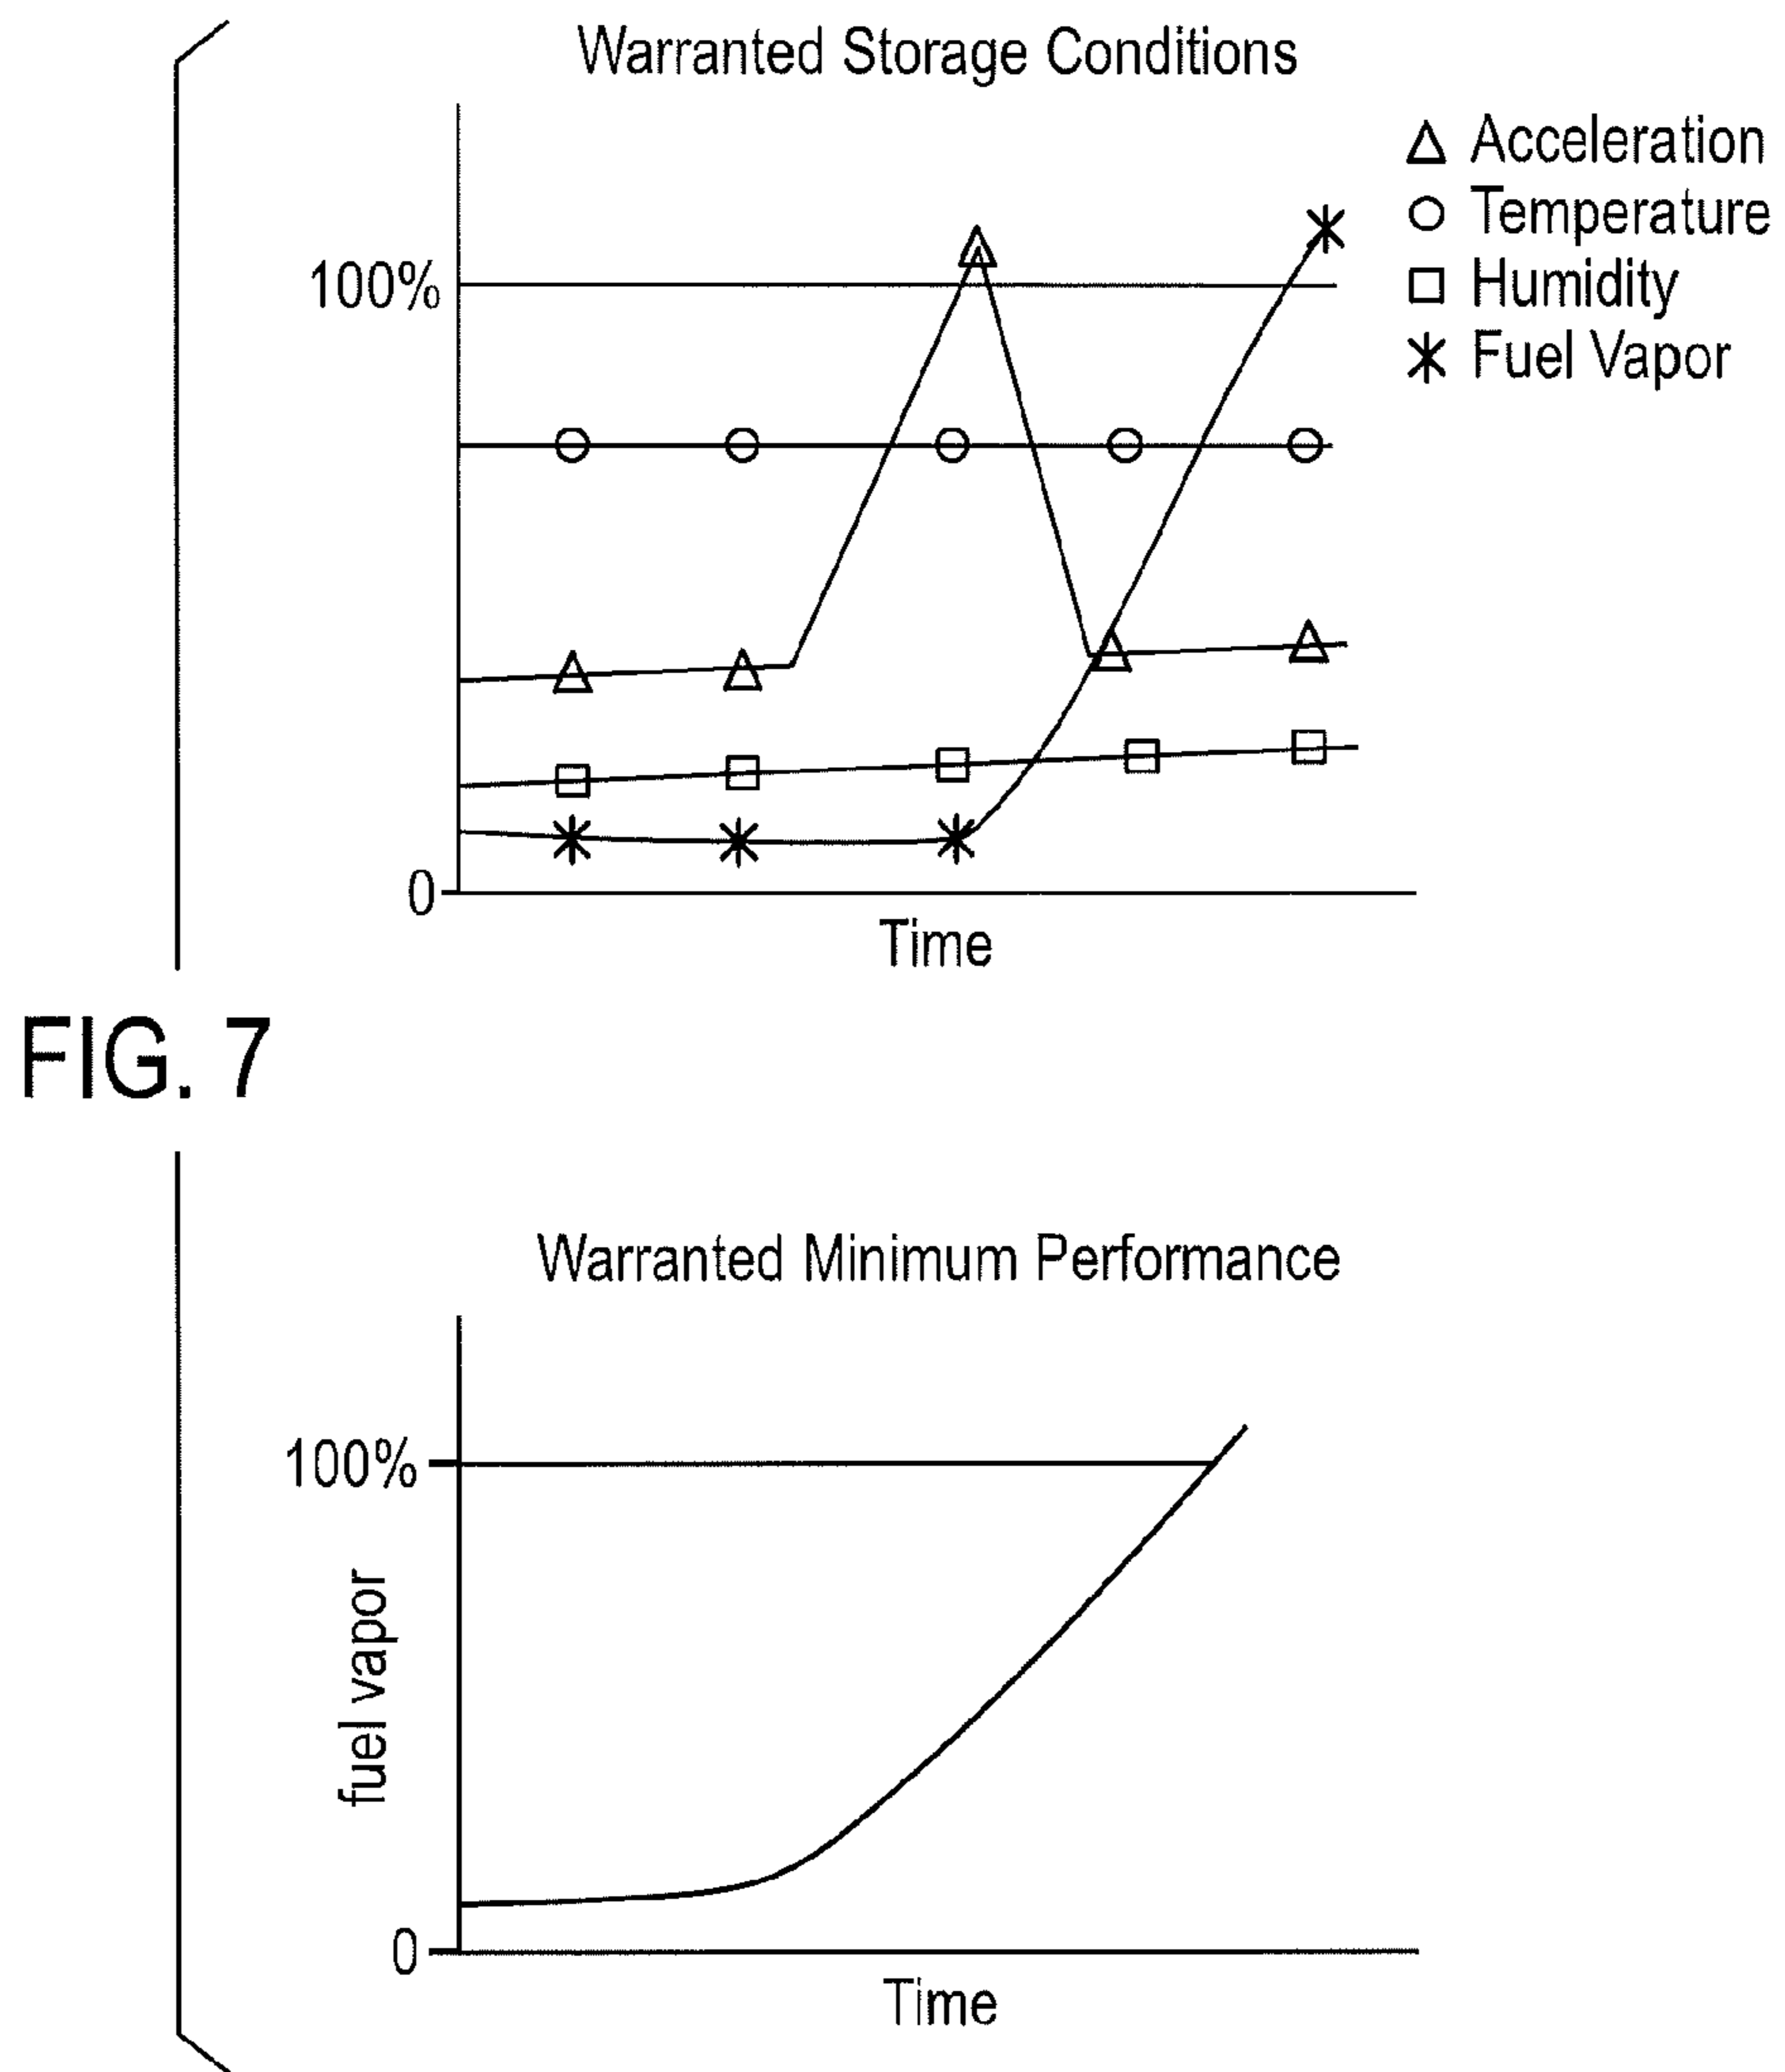 Warranted Storage Conditions
Acceleration
Temperature
Humidity
Fuel Vapor
100%
0
Time
FIG. 7
Warranted Minimum Performance
100%
fuel vapor
0
Time